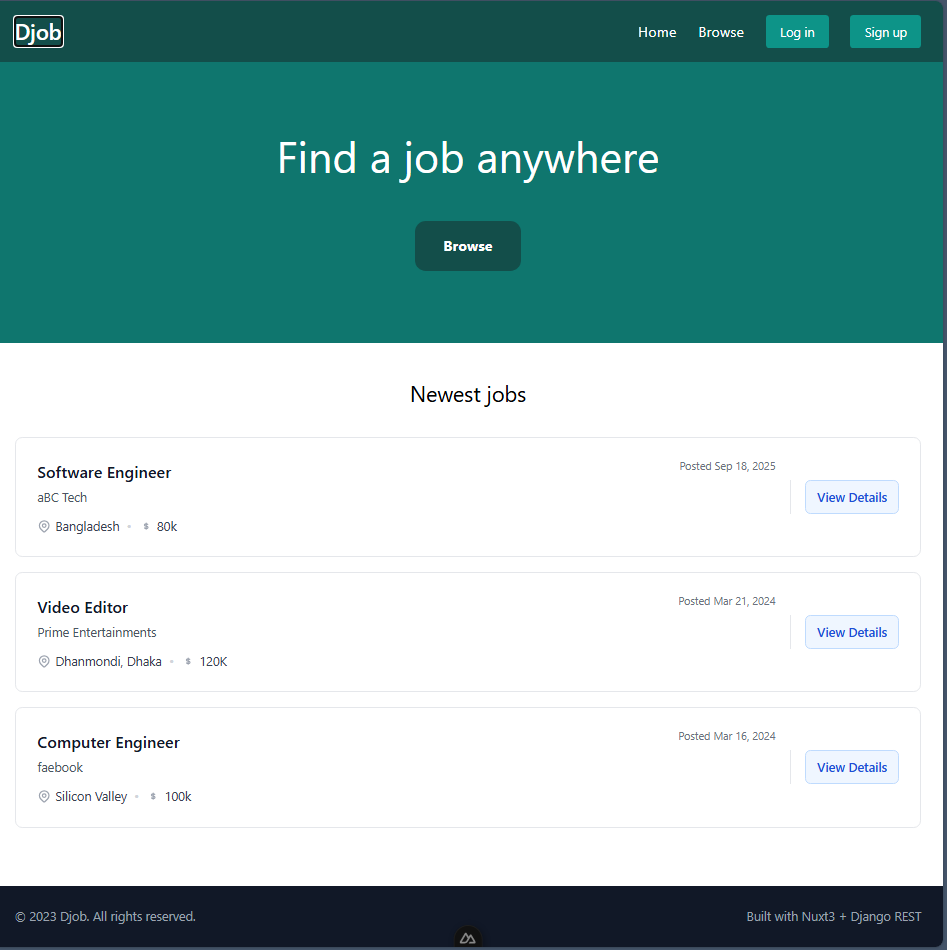 Djob
Home Browse Log in Sign up
Find a job anywhere
Browse
Newest jobs
Software Engineer
Posted Sep 18, 2025
aBC Tech
View Details
Bangladesh • $ 80k
Video Editor
Posted Mar 21, 2024
Prime Entertainments
View Details
Dhanmondi, Dhaka • $ 120K
Computer Engineer
Posted Mar 16, 2024
faebook
View Details
Silicon Valley • $ 100k
© 2023 Djob. All rights reserved.
Built with Nuxt3 + Django REST